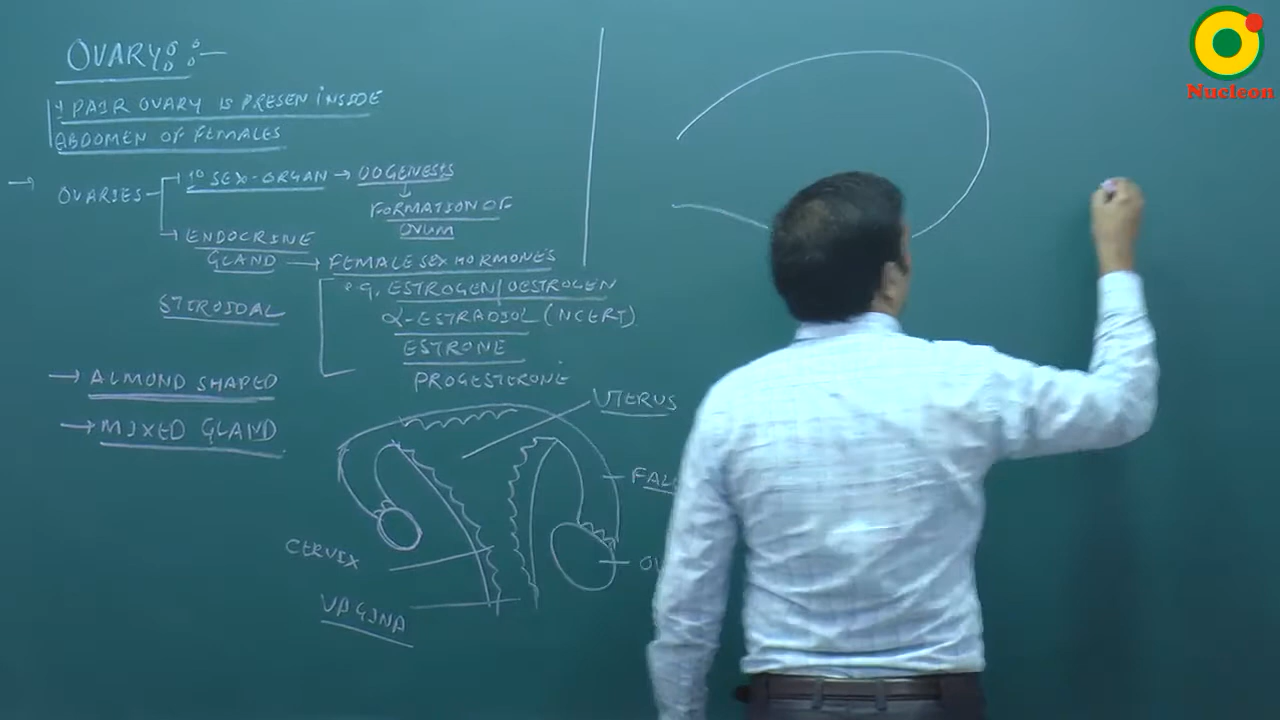 OVARY :-
1 PAIR OVARY IS PRESEN INSIDE
ABDOMEN OF FEMALES
→ OVARIES → 1° SEX-ORGAN → OOGENESIS
FORMATION OF
OVUM
→ ENDOCRINE
GLAND → FEMALE SEX HORMONES
e.g. ESTROGEN/OESTROGEN
STEROIDAL
α-ESTRADIOL (NCERT)
ESTRONE
PROGESTERONE
→ ALMOND SHAPED
→ MIXED GLAND
UTERUS
FAL
CERVIX
OV
VAGINA
Nucleon